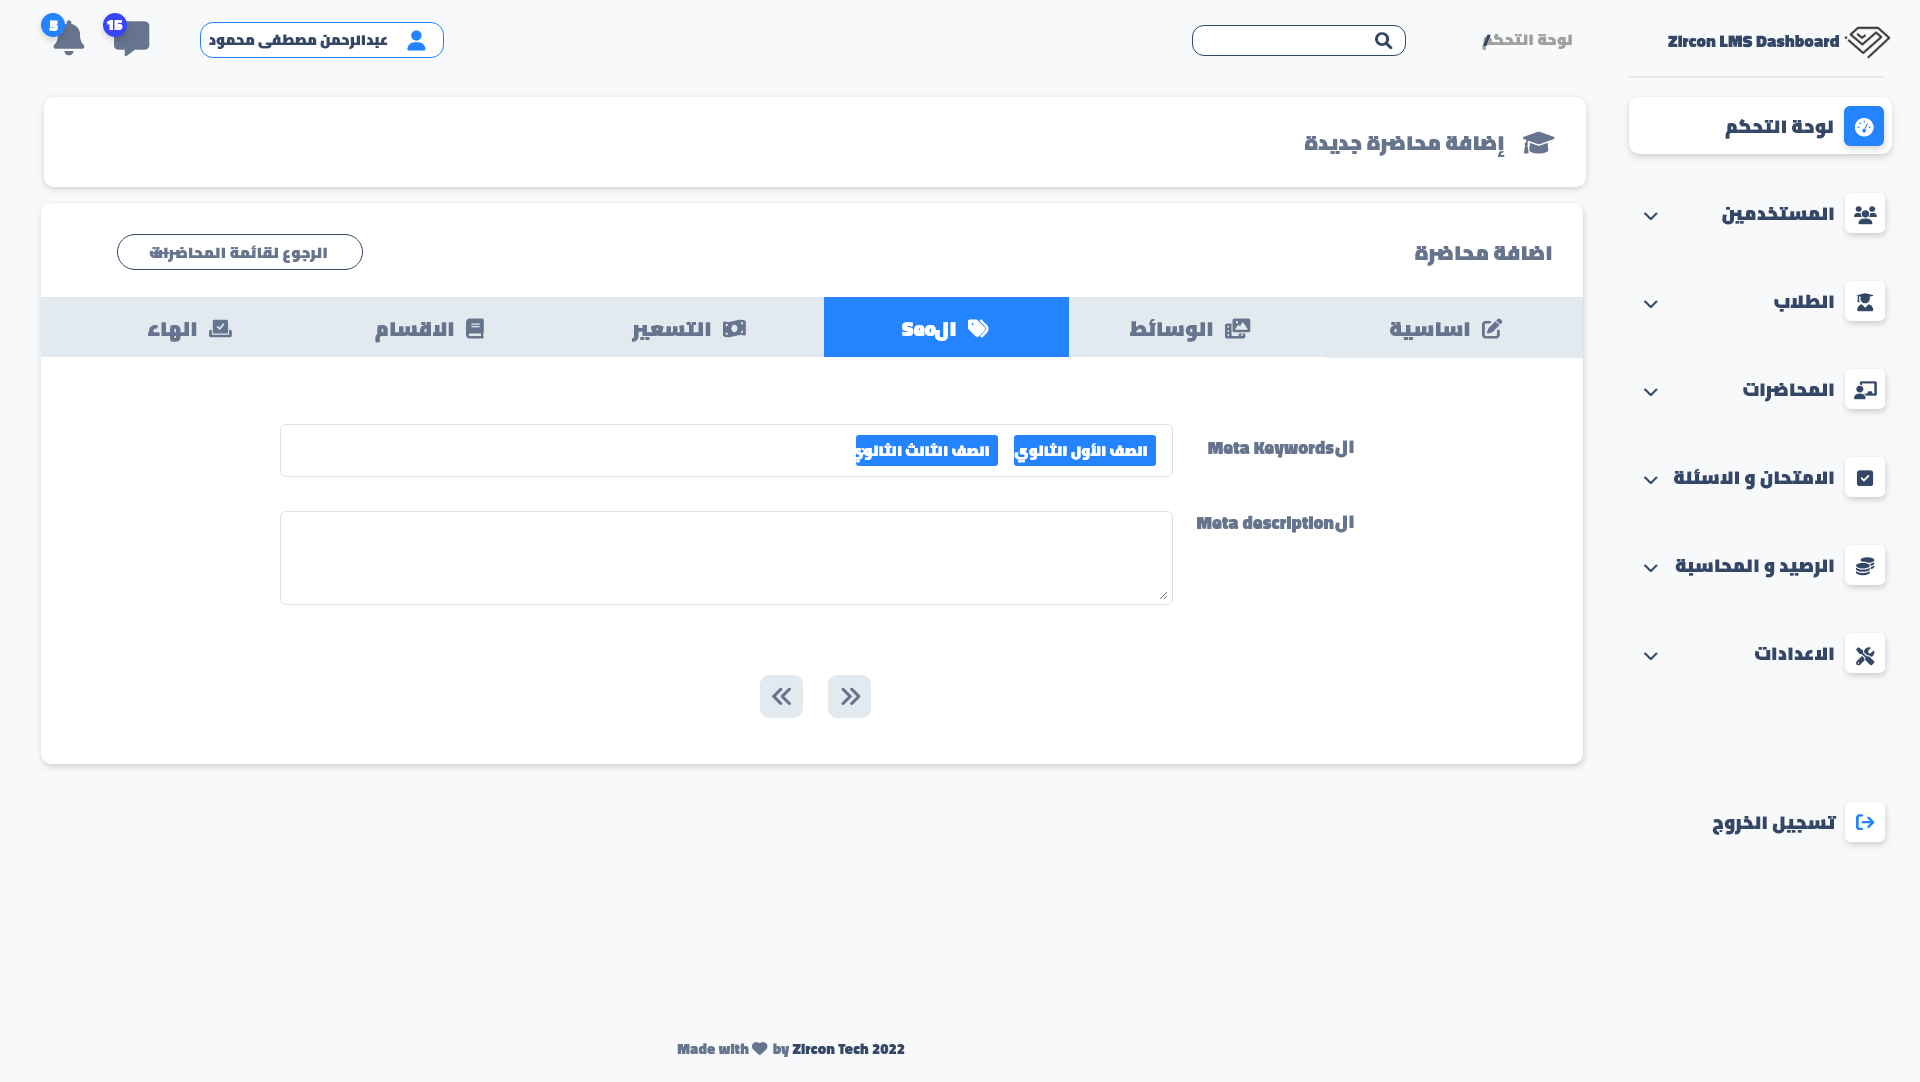 Zircon LMS Dashboard
لوحة التحكم /
عبدالرحمن مصطفى محمود
15
5
لوحة التحكم
المستخدمين
الطلاب
المحاضرات
الامتحان و الاسئلة
الرصيد و المحاسبة
الاعدادات
تسجيل الخروج
إضافة محاضرة جديدة
اضافة محاضرة
الرجوع لقائمة المحاضرات
اساسية
الوسائط
الSeo
التسعير
الاقسام
الهاء
الMeta Keywords
الصف الأول الثانوي
الصف الثالث الثانوي
الMeta description
Made with by Zircon Tech 2022